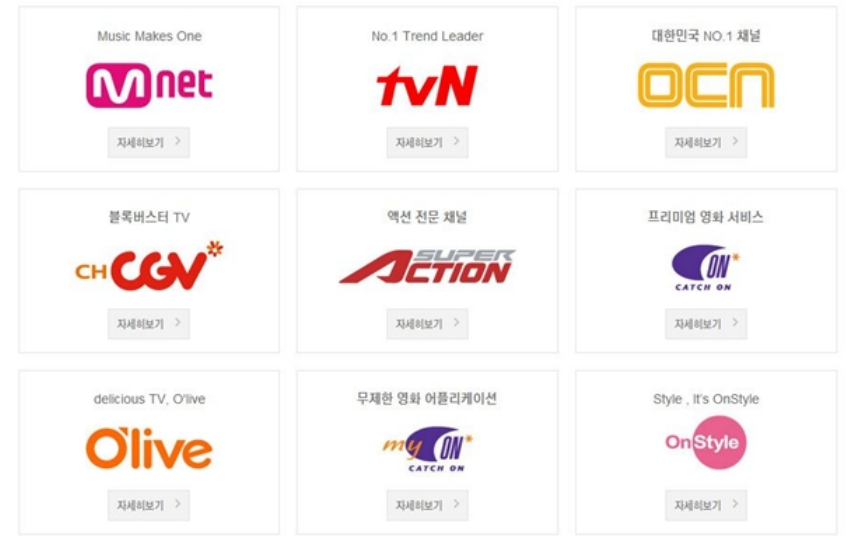 Music Makes One
No.1 Trend Leader
대한민국 NO.1 채널
Mnet
tvN
OCN
자세히보기 >
자세히보기 >
자세히보기 >
블록버스터 TV
액션 전문 채널
프리미엄 영화 서비스
CH CGV*
SUPER ACTION
ON*
CATCH ON
자세히보기 >
자세히보기 >
자세히보기 >
delicious TV, O'live
무제한 영화 어플리케이션
Style , It's OnStyle
O'live
my ON*
CATCH ON
OnStyle
자세히보기 >
자세히보기 >
자세히보기 >